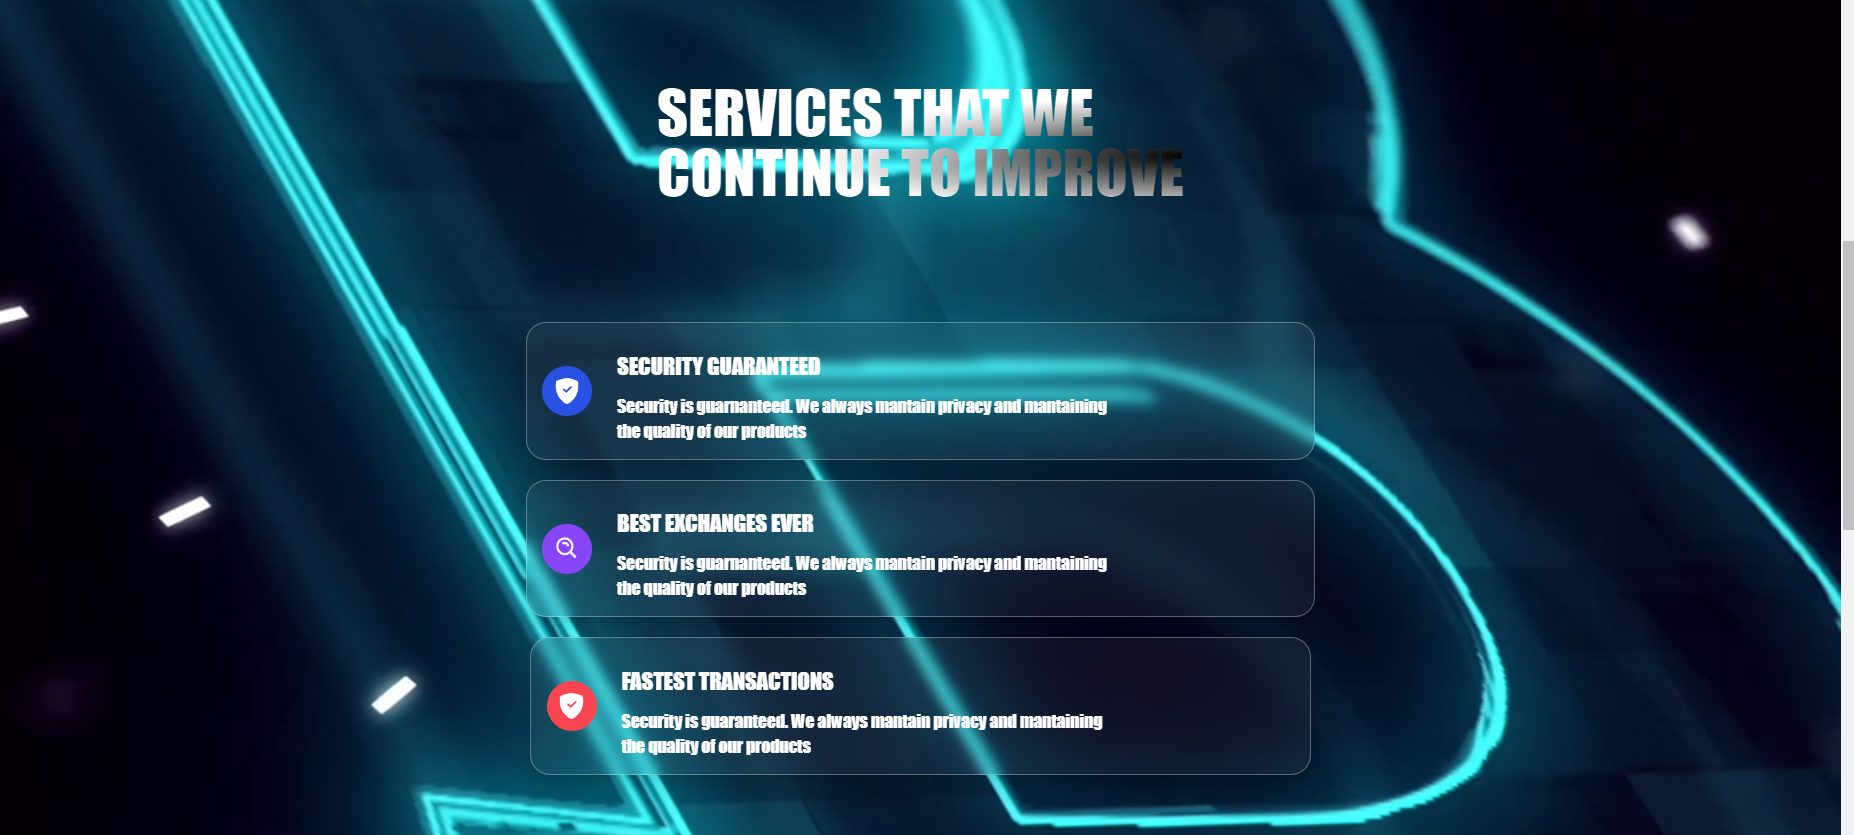 SERVICES THAT WE
CONTINUE TO IMPROVE
SECURITY GUARANTEED
Security is guarnanteed. We always mantain privacy and mantaining
the quality of our products
BEST EXCHANGES EVER
Security is guarnanteed. We always mantain privacy and mantaining
the quality of our products
FASTEST TRANSACTIONS
Security is guaranteed. We always mantain privacy and mantaining
the quality of our products